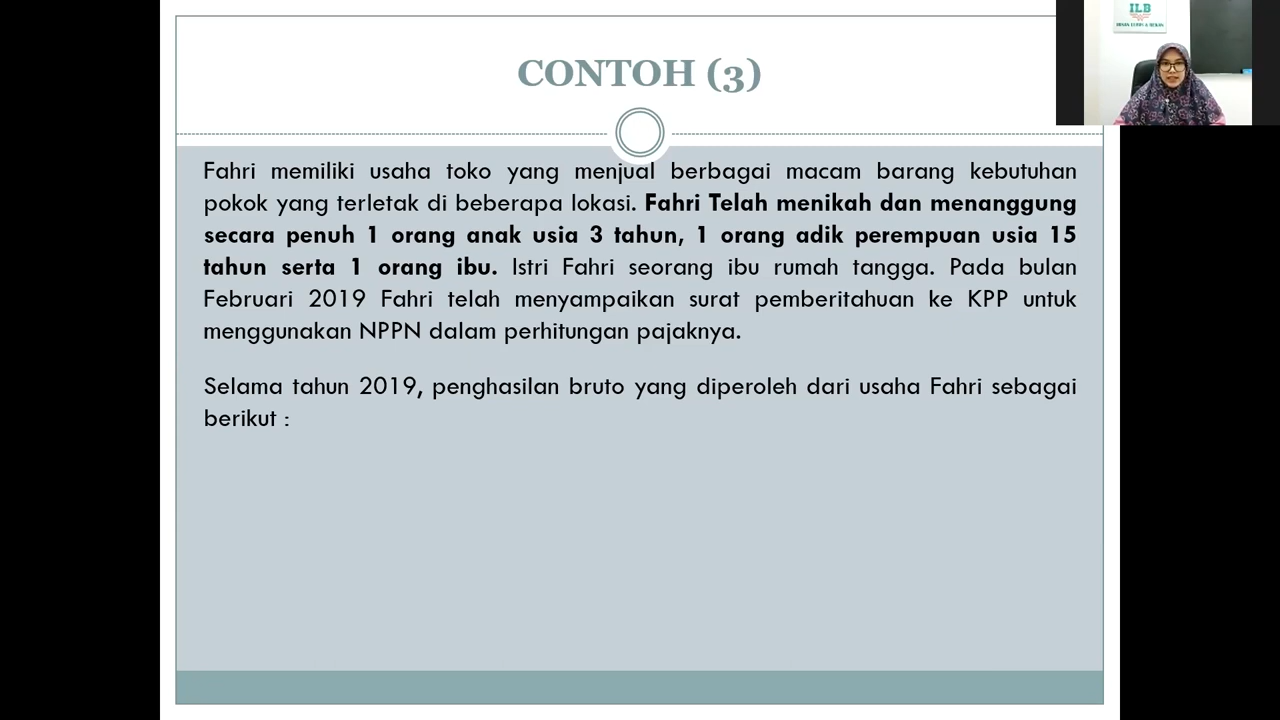 CONTOH (3)
Fahri memiliki usaha toko yang menjual berbagai macam barang kebutuhan
pokok yang terletak di beberapa lokasi. Fahri Telah menikah dan menanggung
secara penuh 1 orang anak usia 3 tahun, 1 orang adik perempuan usia 15
tahun serta 1 orang ibu. Istri Fahri seorang ibu rumah tangga. Pada bulan
Februari 2019 Fahri telah menyampaikan surat pemberitahuan ke KPP untuk
menggunakan NPPN dalam perhitungan pajaknya.
Selama tahun 2019, penghasilan bruto yang diperoleh dari usaha Fahri sebagai
berikut :
ILB